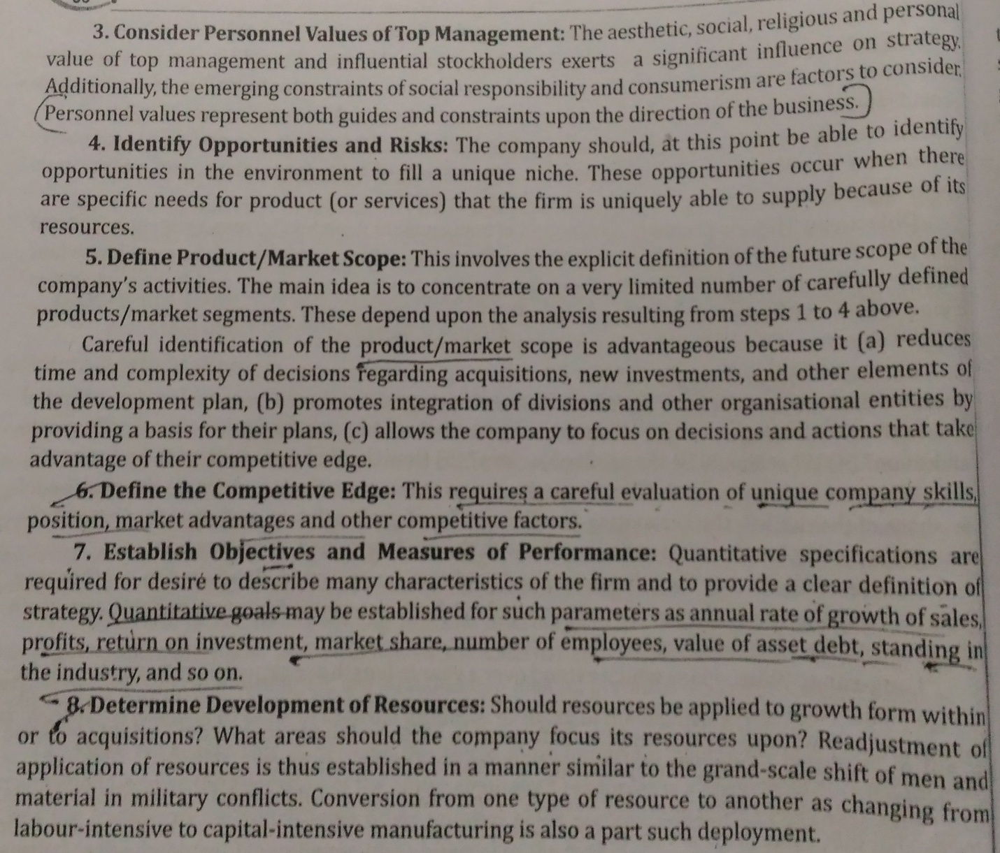 3. Consider Personnel Values of Top Management: The aesthetic, social, religious and personal
value of top management and influential stockholders exerts a significant influence on strategy.
Additionally, the emerging constraints of social responsibility and consumerism are factors to consider.
Personnel values represent both guides and constraints upon the direction of the business.
4. Identify Opportunities and Risks: The company should, at this point be able to identify
opportunities in the environment to fill a unique niche. These opportunities occur when there
are specific needs for product (or services) that the firm is uniquely able to supply because of its
resources.
5. Define Product/Market Scope: This involves the explicit definition of the future scope of the
company's activities. The main idea is to concentrate on a very limited number of carefully defined
products/market segments. These depend upon the analysis resulting from steps 1 to 4 above.
Careful identification of the product/market scope is advantageous because it (a) reduces
time and complexity of decisions regarding acquisitions, new investments, and other elements of
the development plan, (b) promotes integration of divisions and other organisational entities by
providing a basis for their plans, (c) allows the company to focus on decisions and actions that take
advantage of their competitive edge.
6. Define the Competitive Edge: This requires a careful evaluation of unique company skills,
position, market advantages and other competitive factors.
7. Establish Objectives and Measures of Performance: Quantitative specifications are
required for desire to describe many characteristics of the firm and to provide a clear definition of
strategy. Quantitative goals may be established for such parameters as annual rate of growth of sales,
profits, return on investment, market share, number of employees, value of asset debt, standing in
the industry, and so on.
8. Determine Development of Resources: Should resources be applied to growth form within
or to acquisitions? What areas should the company focus its resources upon? Readjustment of
application of resources is thus established in a manner similar to the grand-scale shift of men and
material in military conflicts. Conversion from one type of resource to another as changing from
labour-intensive to capital-intensive manufacturing is also a part such deployment.